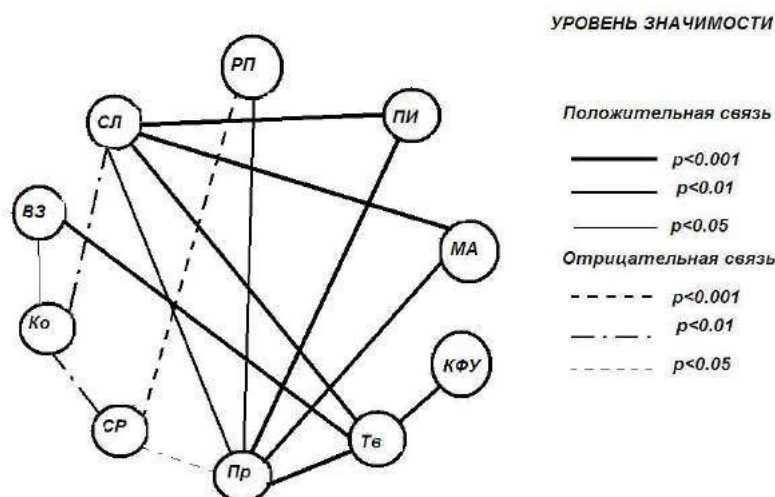 УРОВЕНЬ ЗНАЧИМОСТИ
РП
СЛ
ПИ
Положительная связь
p<0.001
p<0.01
ВЗ
p<0.05
МА
Отрицательная связь
p<0.001
Ко
p<0.01
КФУ
p<0.05
СР
Тв
Пр